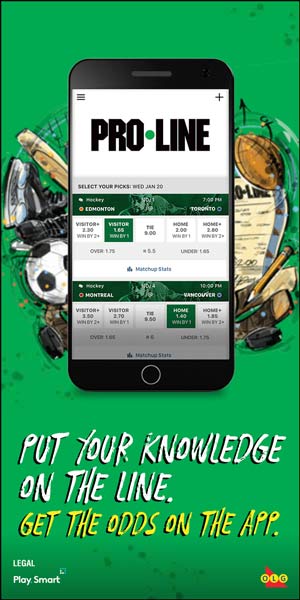 PRO·LINE
SELECT YOUR PICKS: WED JAN 20
Hockey NO./1 7:00 PM
EDMONTON TORONTO
VISITOR+ VISITOR TIE HOME HOME+
2.30 1.65 9.00 2.00 2.80
WIN BY 2+ WIN BY 1 WIN BY 1 WIN BY 2+
OVER: 1.75 = 5.5 UNDER: 1.65
Matchup Stats
Hockey NO./4 10:00 PM
MONTREAL VANCOUVER
VISITOR+ VISITOR TIE HOME HOME+
3.50 2.70 9.50 1.40 1.85
WIN BY 2+ WIN BY 1 WIN BY 1 WIN BY 2+
OVER: 1.65 = 6 UNDER: 1.75
Matchup Stats
PUT YOUR KNOWLEDGE
ON THE LINE.
GET THE ODDS ON THE APP.
LEGAL
Play Smart
OLG